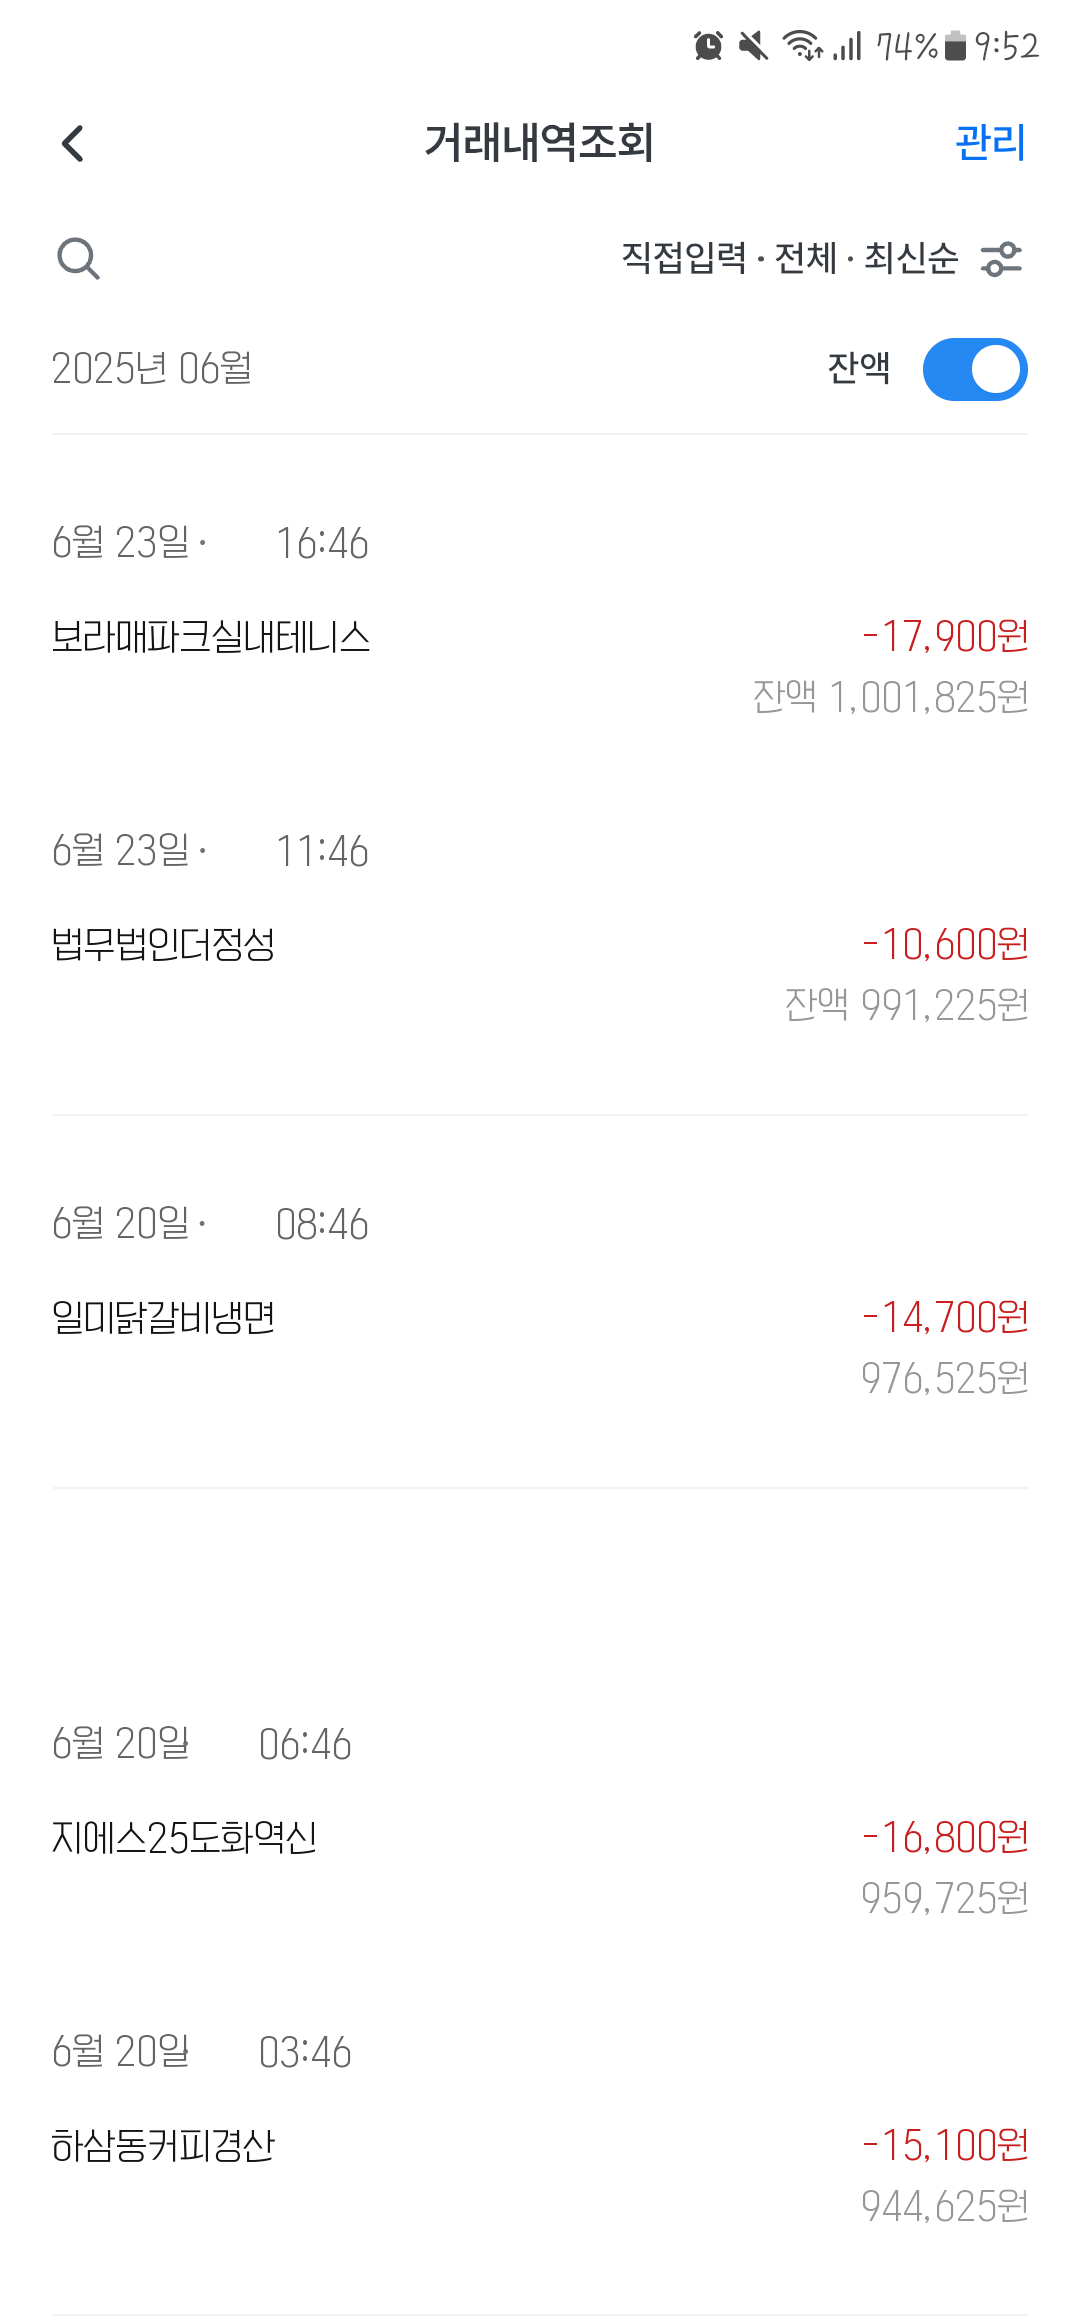 74% 9:52
거래내역조회 관리
직접입력 · 전체 · 최신순
2025년 06월 잔액
6월 23일 · 16:46
보라매파크실내테니스 -17,900원
잔액 1,001,825원
6월 23일 · 11:46
법무법인더정성 -10,600원
잔액 991,225원
6월 20일 · 08:46
일미닭갈비냉면 -14,700원
976,525원
6월 20일 06:46
지에스25도화역신 -16,800원
959,725원
6월 20일 03:46
하삼동커피경산 -15,100원
944,625원